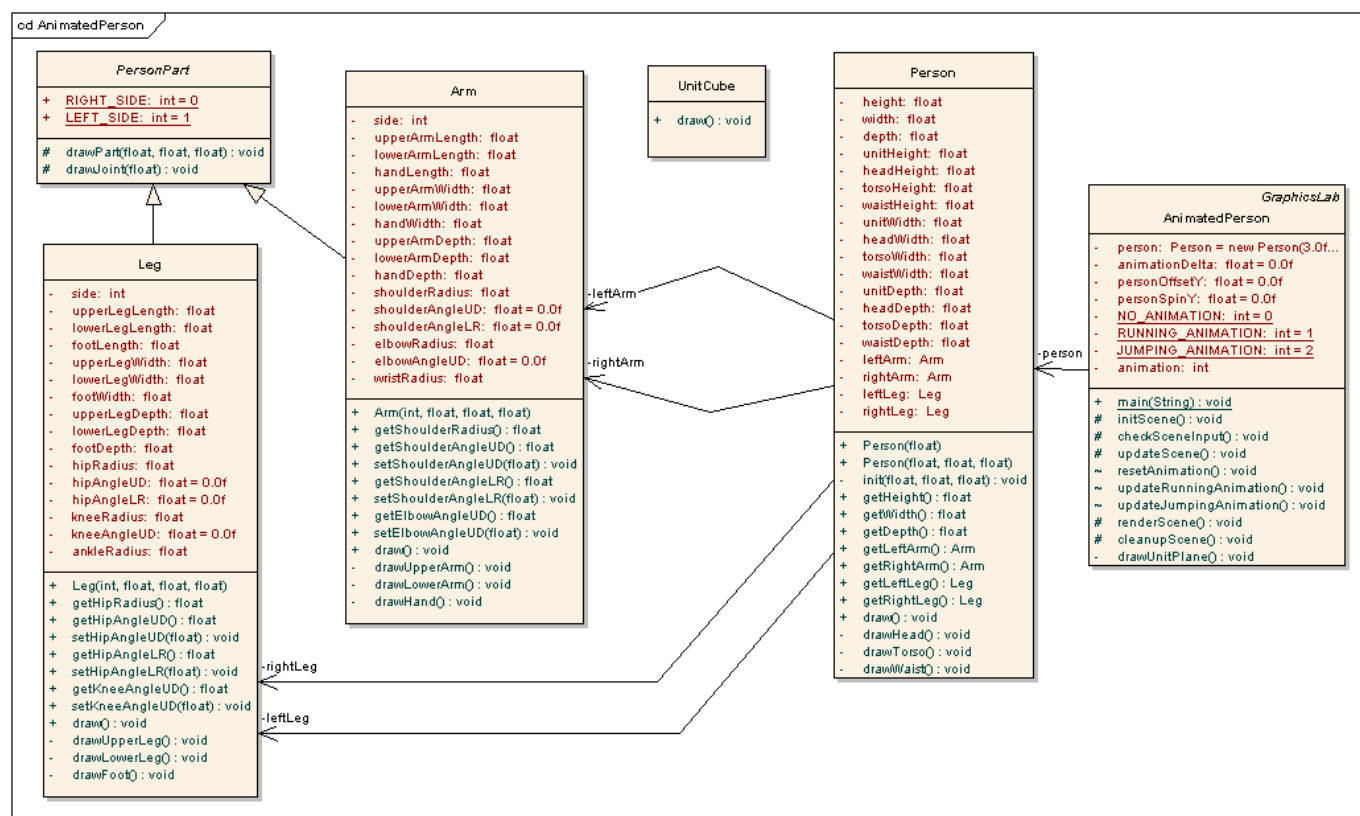 cd AnimatedPerson
PersonPart
+ RIGHT_SIDE: int = 0
+ LEFT_SIDE: int = 1
# drawPart(float, float, float) : void
# drawJoint(float) : void
Leg
- side: int
- upperLegLength: float
- lowerLegLength: float
- footLength: float
- upperLegWidth: float
- lowerLegWidth: float
- footWidth: float
- upperLegDepth: float
- lowerLegDepth: float
- footDepth: float
- hipRadius: float
- hipAngleUD: float = 0.0f
- hipAngleLR: float = 0.0f
- kneeRadius: float
- kneeAngleUD: float = 0.0f
- ankleRadius: float
+ Leg(int, float, float, float)
+ getHipRadius() : float
+ getHipAngleUD() : float
+ setHipAngleUD(float) : void
+ getHipAngleLR() : float
+ setHipAngleLR(float) : void
+ getKneeAngleUD() : float
+ setKneeAngleUD(float) : void
+ draw() : void
- drawUpperLeg() : void
- drawLowerLeg() : void
- drawFoot() : void
Arm
- side: int
- upperArmLength: float
- lowerArmLength: float
- handLength: float
- upperArmWidth: float
- lowerArmWidth: float
- handWidth: float
- upperArmDepth: float
- lowerArmDepth: float
- handDepth: float
- shoulderRadius: float
- shoulderAngleUD: float = 0.0f
- shoulderAngleLR: float = 0.0f
- elbowRadius: float
- elbowAngleUD: float = 0.0f
- wristRadius: float
+ Arm(int, float, float, float)
+ getShoulderRadius() : float
+ getShoulderAngleUD() : float
+ setShoulderAngleUD(float) : void
+ getShoulderAngleLR() : float
+ setShoulderAngleLR(float) : void
+ getElbowAngleUD() : float
+ setElbowAngleUD(float) : void
+ draw() : void
- drawUpperArm() : void
- drawLowerArm() : void
- drawHand() : void
UnitCube
+ draw() : void
-leftArm
-rightArm
-rightLeg
-leftLeg
Person
- height: float
- width: float
- depth: float
- unitHeight: float
- headHeight: float
- torsoHeight: float
- waistHeight: float
- unitWidth: float
- headWidth: float
- torsoWidth: float
- waistWidth: float
- unitDepth: float
- headDepth: float
- torsoDepth: float
- waistDepth: float
- leftArm: Arm
- rightArm: Arm
- leftLeg: Leg
- rightLeg: Leg
+ Person(float)
+ Person(float, float, float)
- init(float, float, float) : void
+ getHeight() : float
+ getWidth() : float
+ getDepth() : float
+ getLeftArm() : Arm
+ getRightArm() : Arm
+ getLeftLeg() : Leg
+ getRightLeg() : Leg
+ draw() : void
- drawHead() : void
- drawTorso() : void
- drawWaist() : void
-person
GraphicsLab
AnimatedPerson
- person: Person = new Person(3.0f...
- animationDelta: float = 0.0f
- personOffsetY: float = 0.0f
- personSpinY: float = 0.0f
- NO_ANIMATION: int = 0
- RUNNING_ANIMATION: int = 1
- JUMPING_ANIMATION: int = 2
- animation: int
+ main(String) : void
# initScene() : void
# checkSceneInput() : void
# updateScene() : void
~ resetAnimation() : void
~ updateRunningAnimation() : void
~ updateJumpingAnimation() : void
# renderScene() : void
# cleanupScene() : void
- drawUnitPlane() : void